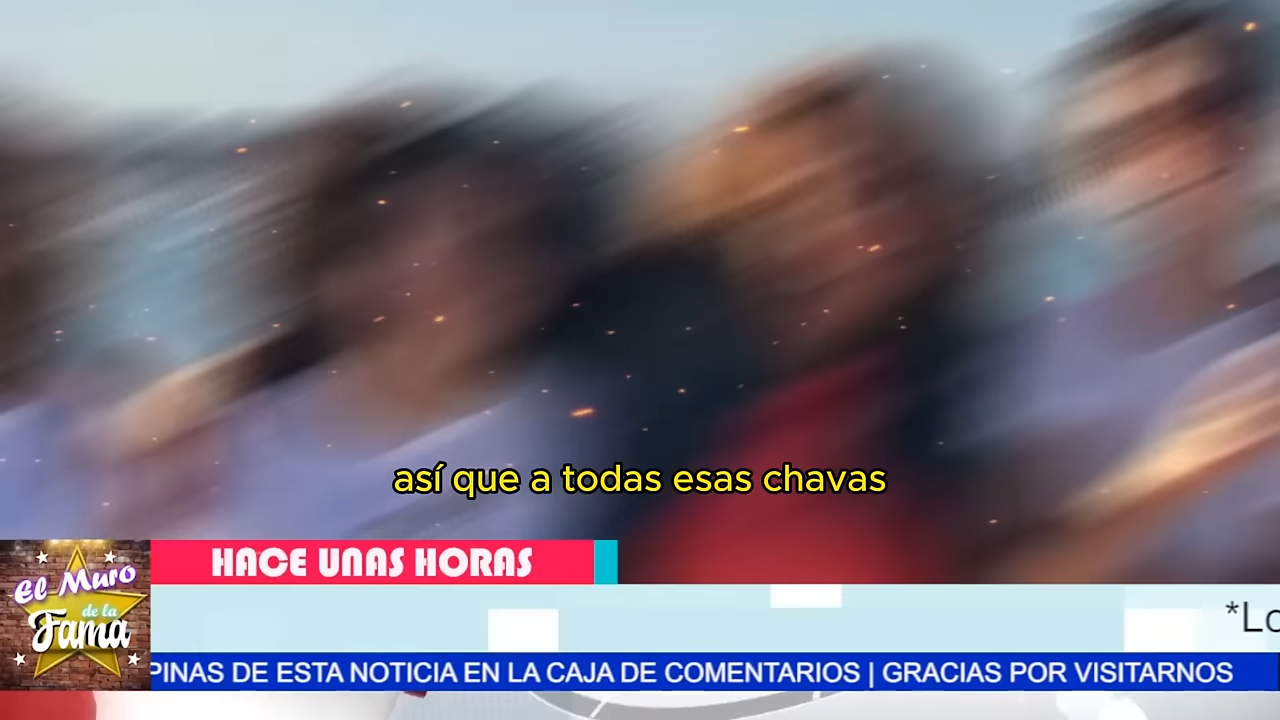 así que a todas esas chavas
HACE UNAS HORAS
El Muro
de la
Fama
*Lo
PINAS DE ESTA NOTICIA EN LA CAJA DE COMENTARIOS | GRACIAS POR VISITARNOS